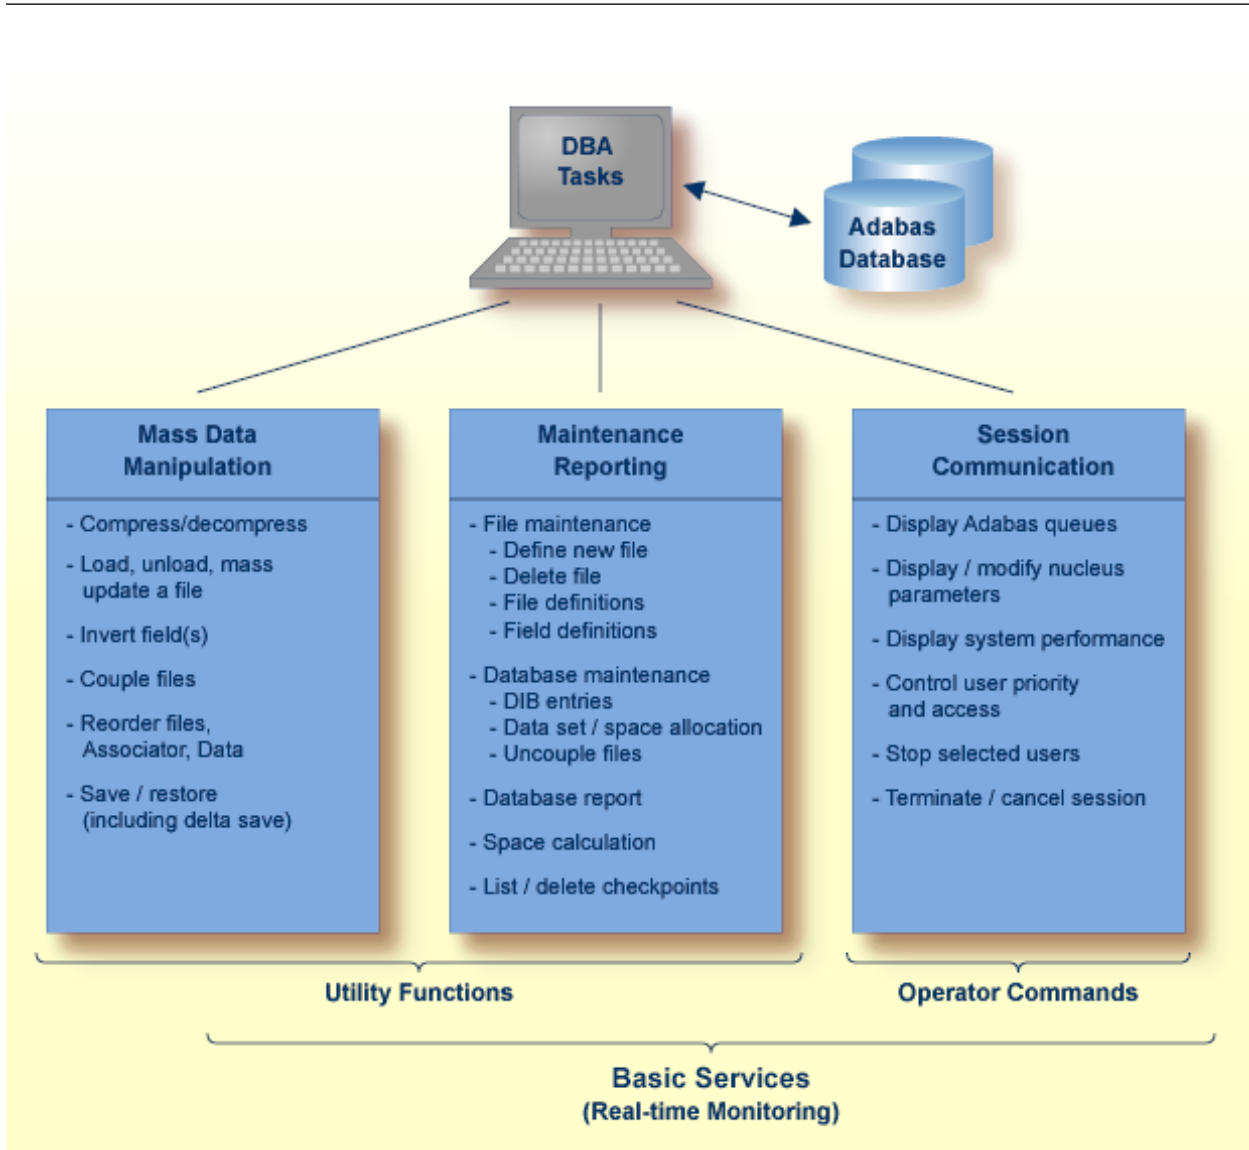 DBA
Tasks
Adabas
Database
Mass Data
Manipulation
- Compress/decompress
- Load, unload, mass
update a file
- Invert field(s)
- Couple files
- Reorder files,
Associator, Data
- Save / restore
(including delta save)
Maintenance
Reporting
- File maintenance
- Define new file
- Delete file
- File definitions
- Field definitions
- Database maintenance
- DIB entries
- Data set / space allocation
- Uncouple files
- Database report
- Space calculation
- List / delete checkpoints
Session
Communication
- Display Adabas queues
- Display / modify nucleus
parameters
- Display system performance
- Control user priority
and access
- Stop selected users
- Terminate / cancel session
Utility Functions
Operator Commands
Basic Services
(Real-time Monitoring)